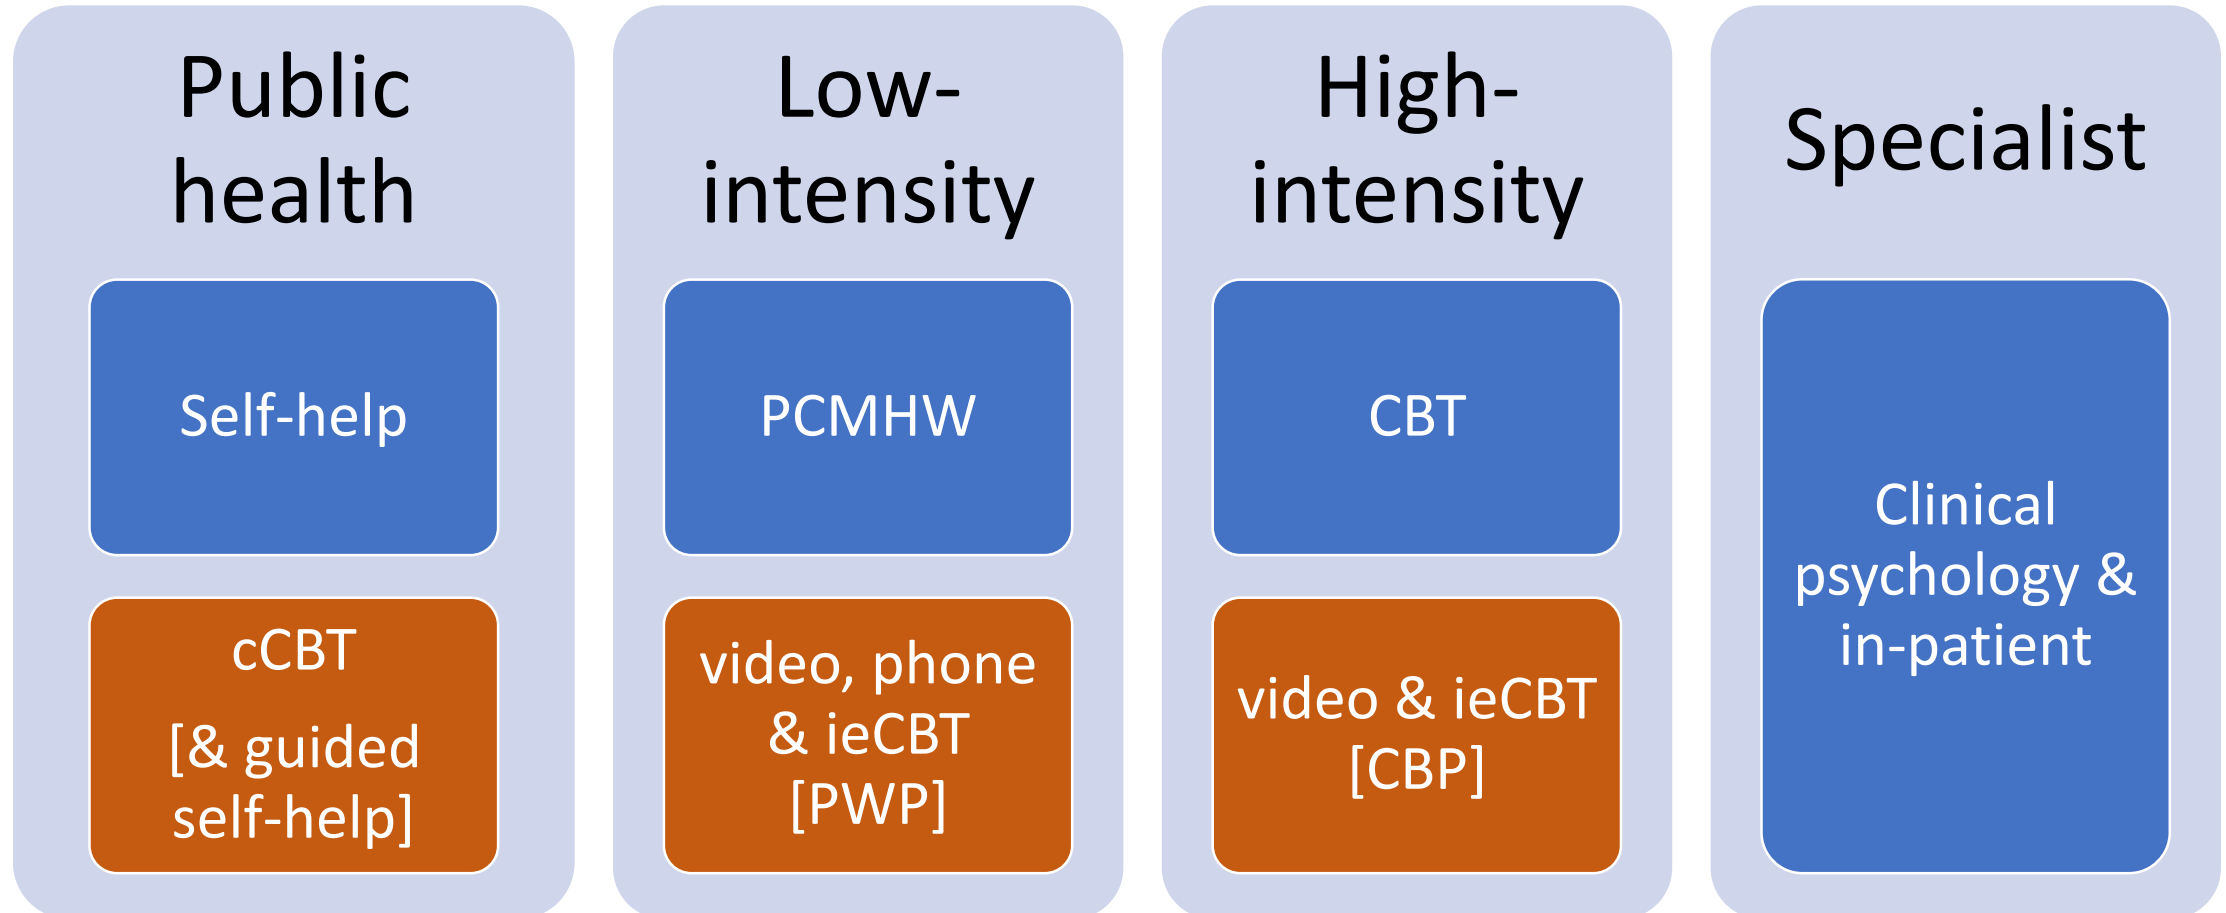 Public
health
Self-help
cCBT
[& guided
self-help]
Low-
intensity
PCMHW
video, phone
& ieCBT
[PWP]
High-
intensity
CBT
video & ieCBT
[CBP]
Specialist
Clinical
psychology &
in-patient